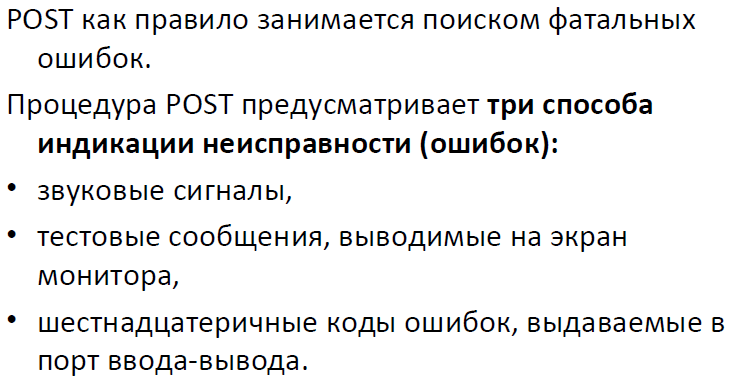 POST как правило занимается поиском фатальных
ошибок.
Процедура POST предусматривает три способа
индикации неисправности (ошибок):
• звуковые сигналы,
• тестовые сообщения, выводимые на экран
монитора,
• шестнадцатеричные коды ошибок, выдаваемые в
порт ввода-вывода.